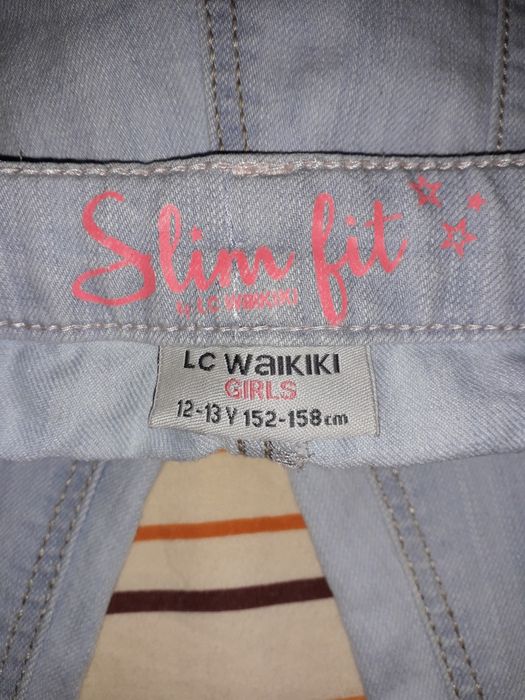 Slim fit
by LC WAIKIKI
LC WAIKIKI
GIRLS
12-13 Y 152-158 cm